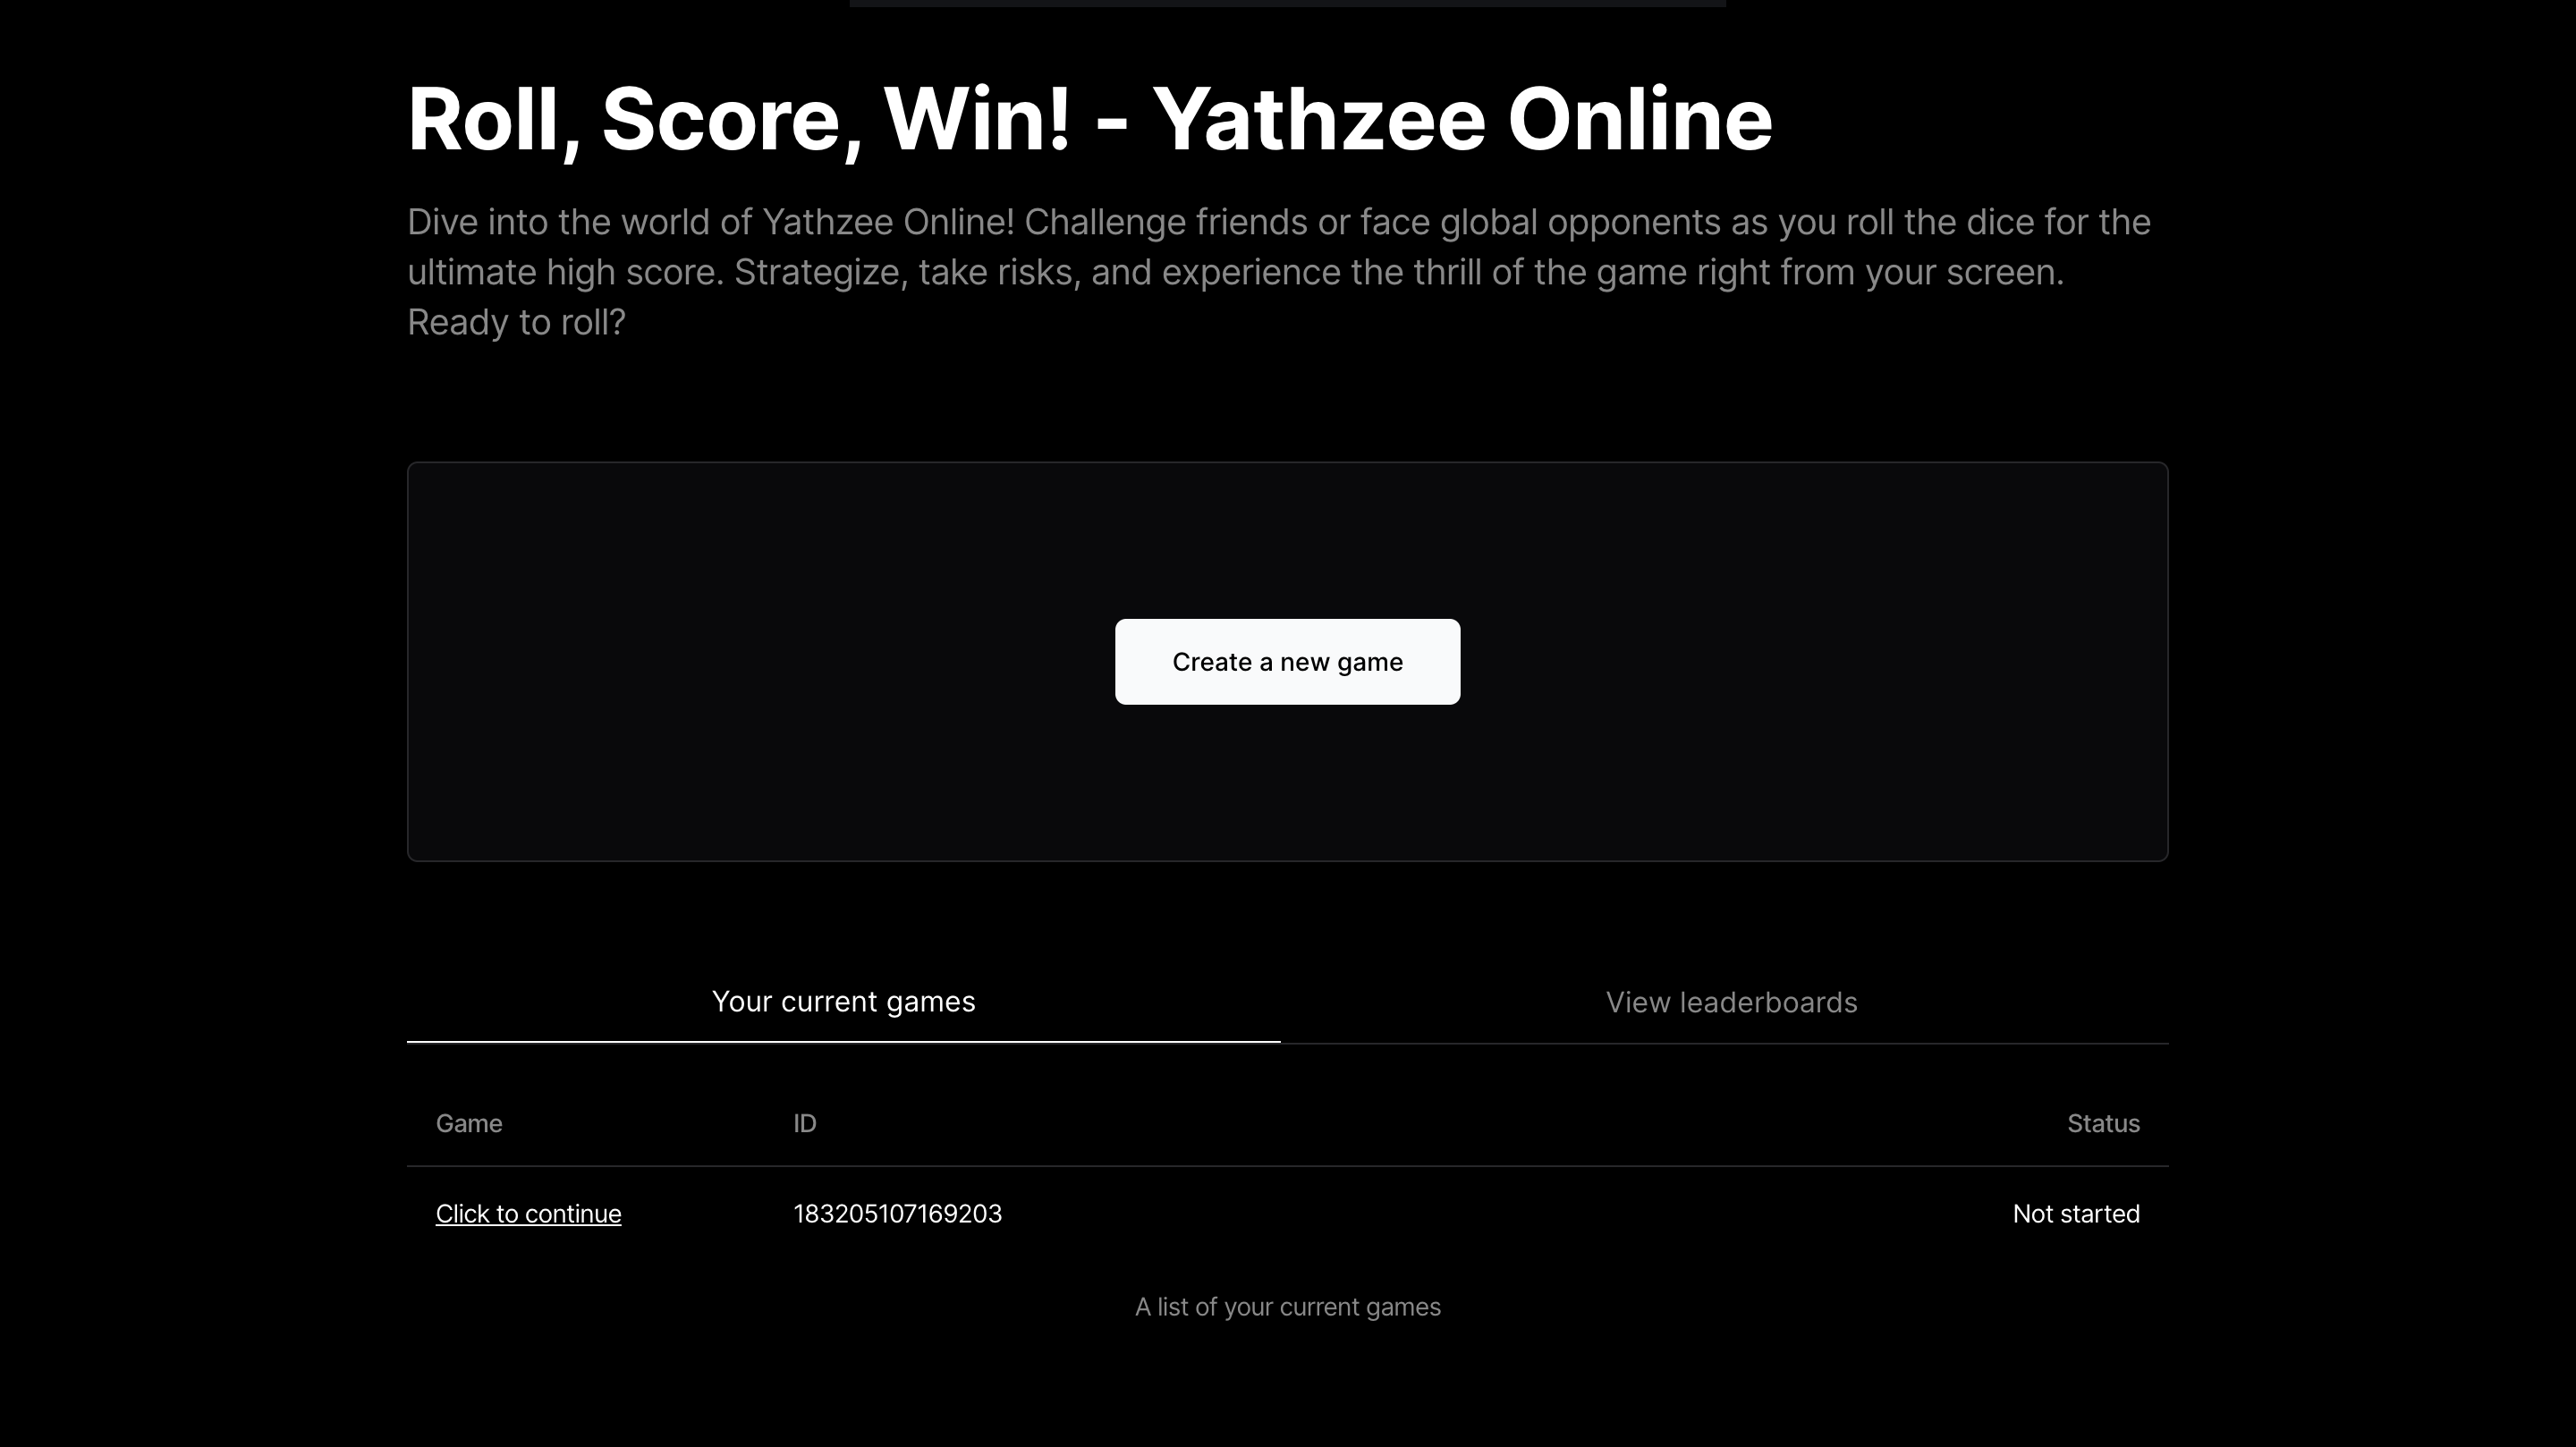 Roll, Score, Win! - Yathzee Online
Dive into the world of Yathzee Online! Challenge friends or face global opponents as you roll the dice for the
ultimate high score. Strategize, take risks, and experience the thrill of the game right from your screen.
Ready to roll?
Create a new game
Your current games
View leaderboards
Game
ID
Status
Click to continue
183205107169203
Not started
A list of your current games